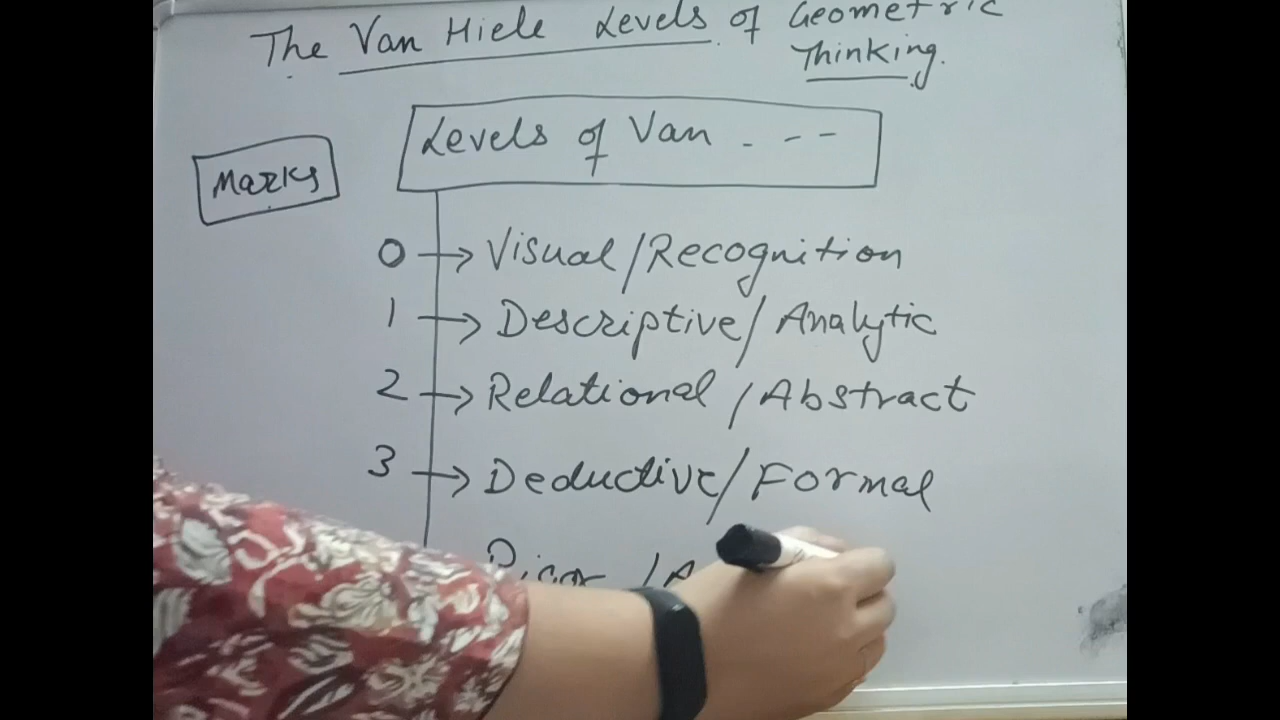 The Van Hiele Levels of Geometric
Thinking.
Levels of Van . - -
Marks
0 → Visual/Recognition
1 → Descriptive/Analytic
2 → Relational/Abstract
3 → Deductive/Formal
Rigor /